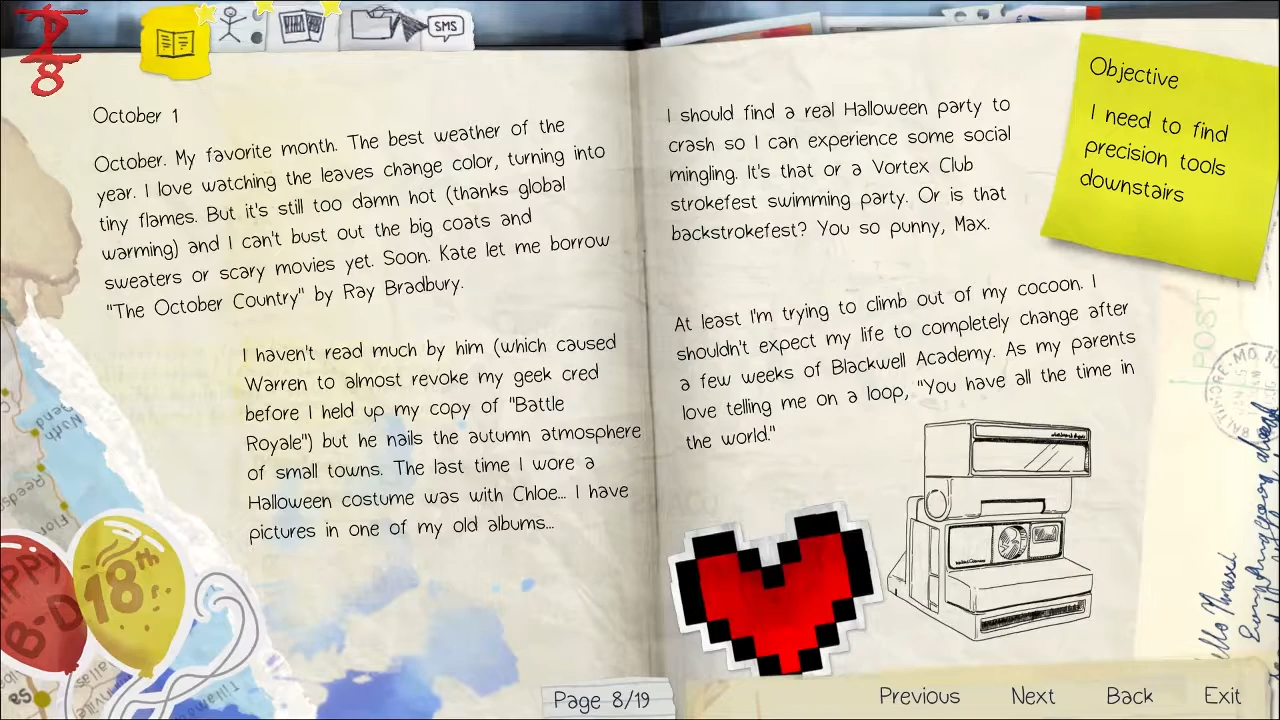 SMS
October 1
October. My favorite month. The best weather of the
year. I love watching the leaves change color, turning into
tiny flames. But it's still too damn hot (thanks global
warming) and I can't bust out the big coats and
sweaters or scary movies yet. Soon. Kate let me borrow
"The October Country" by Ray Bradbury.
I haven't read much by him (which caused
Warren to almost revoke my geek cred
before I held up my copy of "Battle
Royale") but he nails the autumn atmosphere
of small towns. The last time I wore a
Halloween costume was with Chloe... I have
pictures in one of my old albums...
I should find a real Halloween party to
crash so I can experience some social
mingling. It's that or a Vortex Club
strokefest swimming party. Or is that
backstrokefest? You so punny, Max.
At least I'm trying to climb out of my cocoon. I
shouldn't expect my life to completely change after
a few weeks of Blackwell Academy. As my parents
love telling me on a loop, "You have all the time in
the world."
Objective
I need to find
precision tools
downstairs
POST
North
Bend
18th
B-D
Page 8/19
Previous
Next
Back
Exit